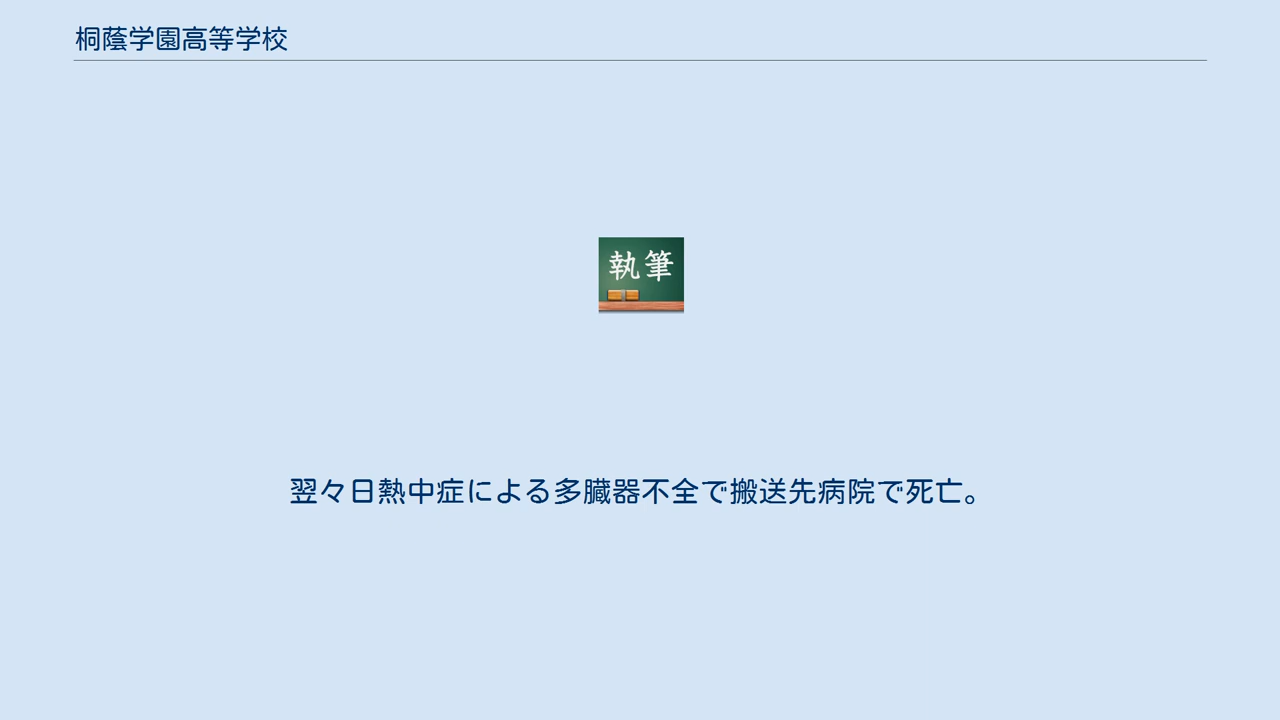 桐蔭学園高等学校
執筆
翌々日熱中症による多臓器不全で搬送先病院で死亡。